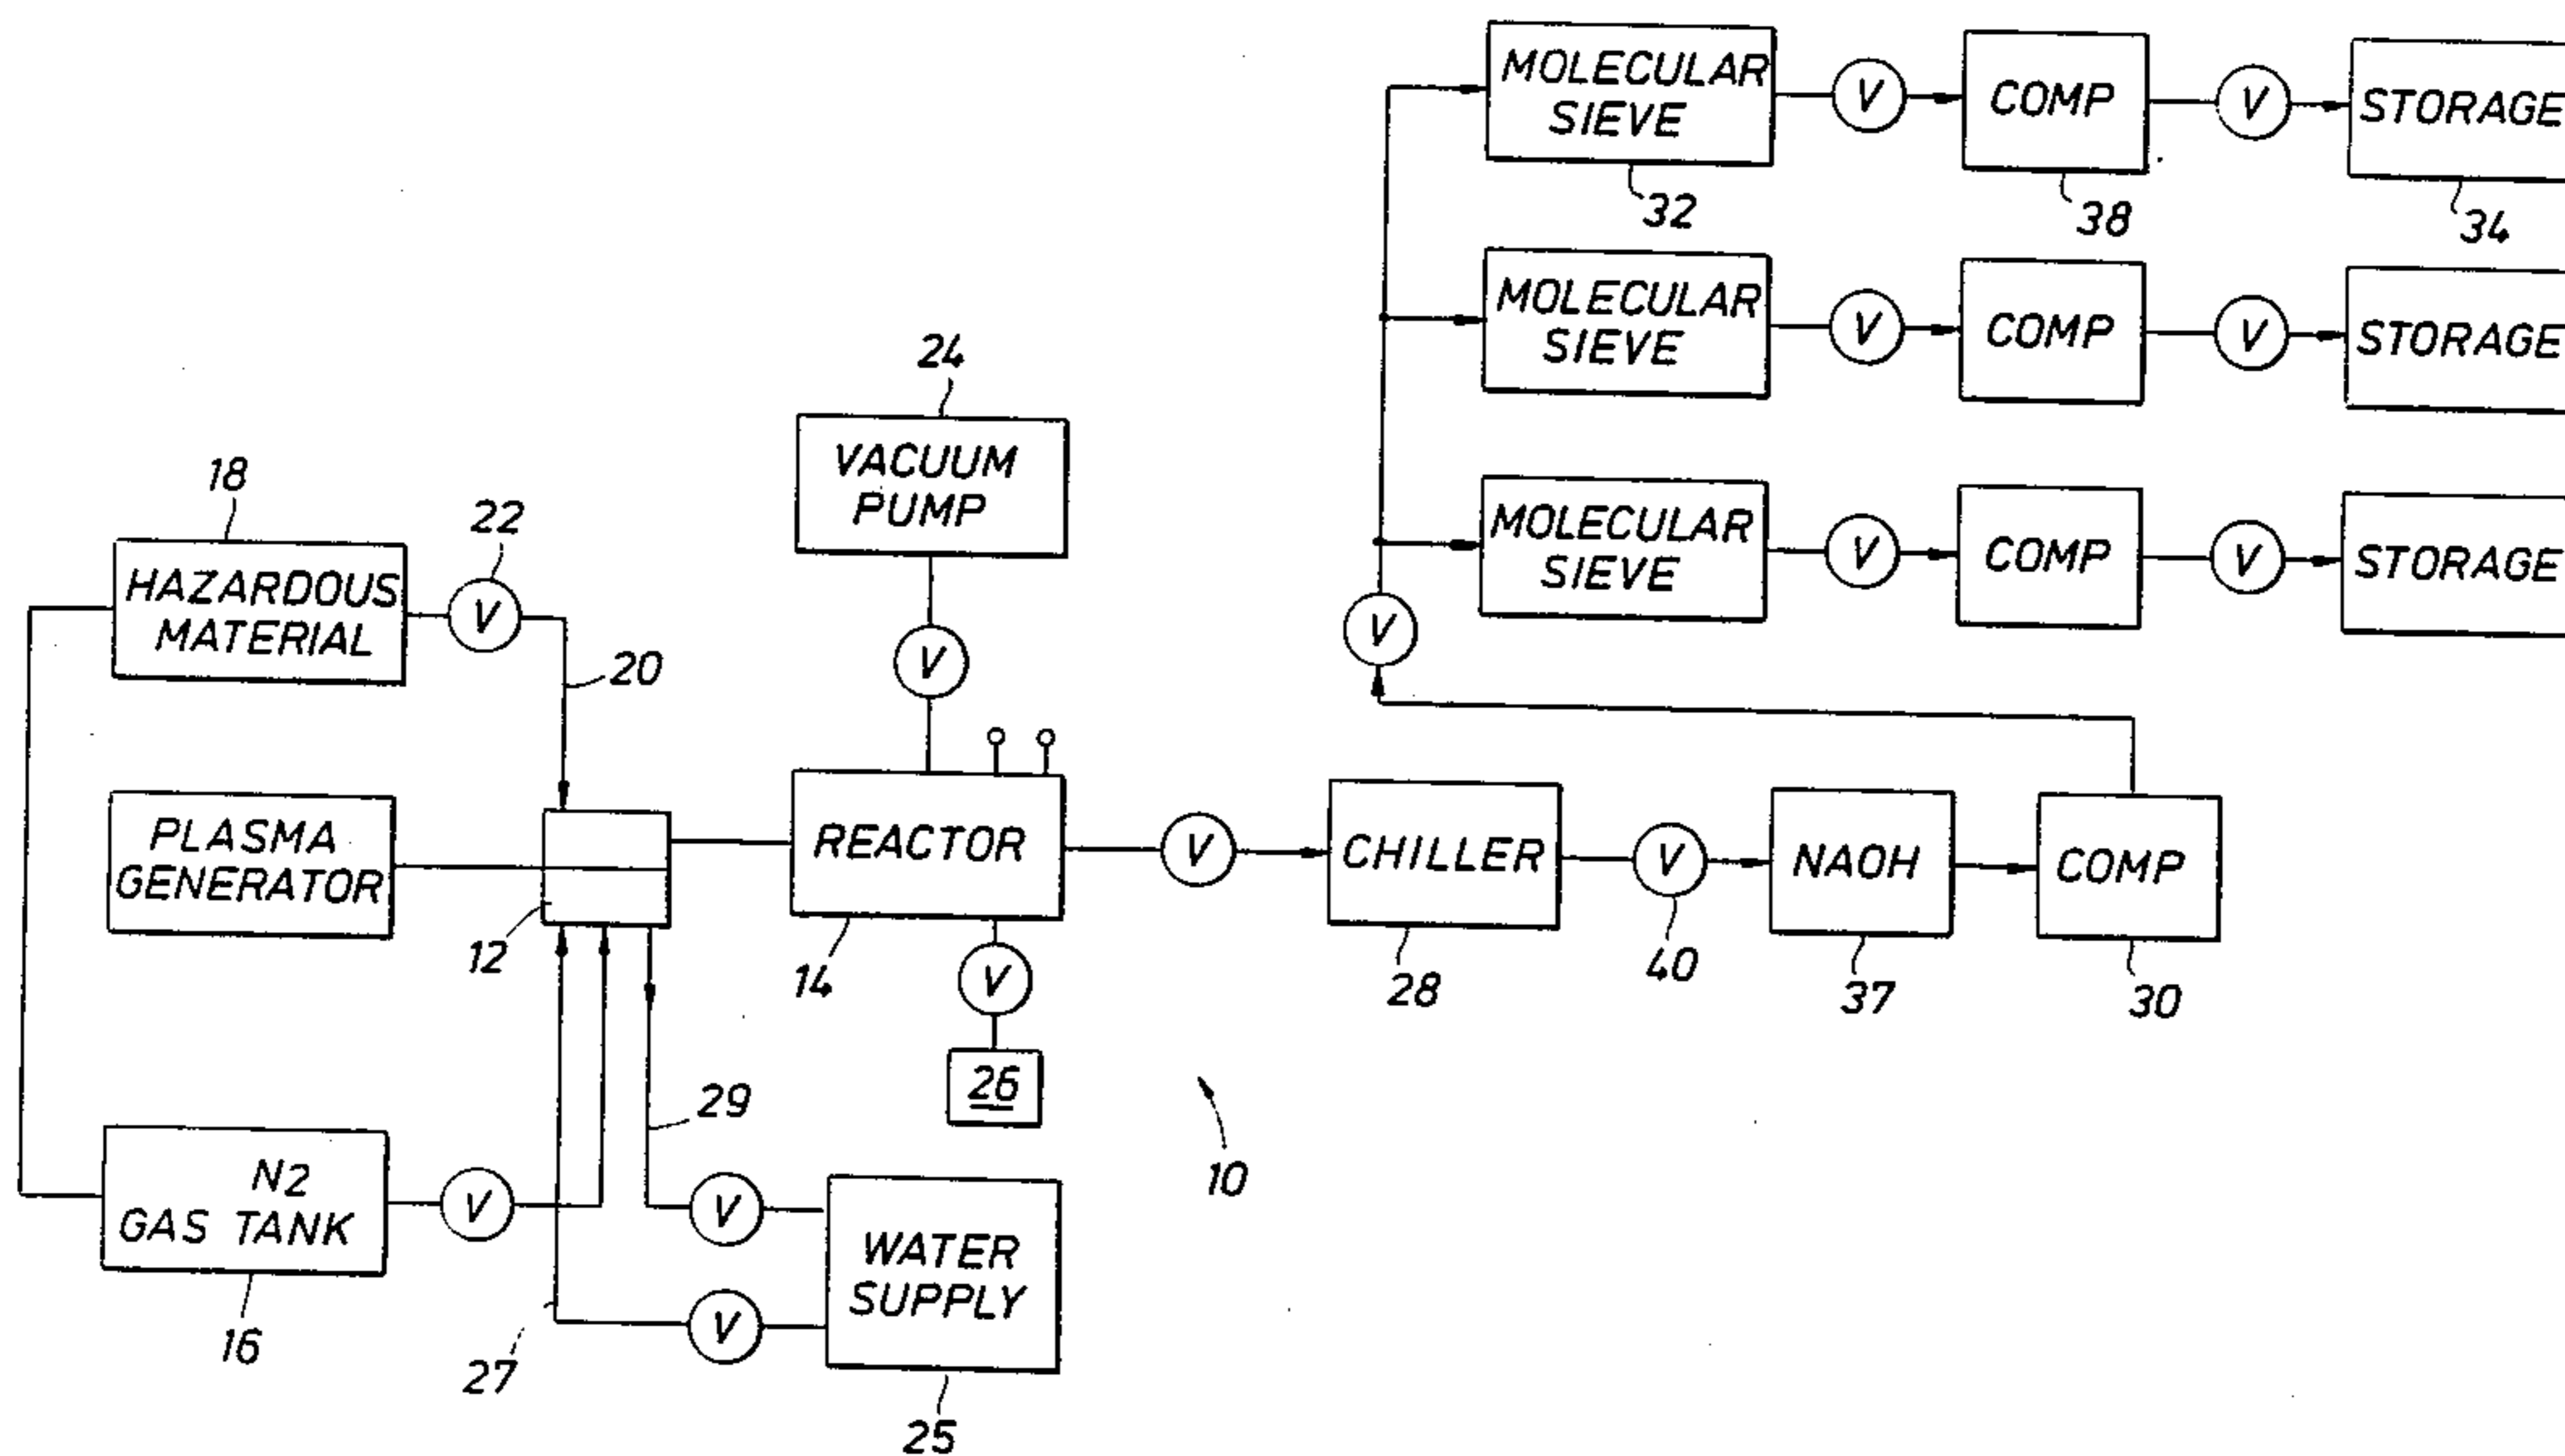 MOLECULAR
SIEVE
V
COMP
V
STORAGE
32
38
34
MOLECULAR
SIEVE
V
COMP
V
STORAGE
MOLECULAR
SIEVE
V
COMP
V
STORAGE
V
24
VACUUM
PUMP
V
18
22
HAZARDOUS
MATERIAL
V
20
PLASMA
GENERATOR
12
REACTOR
14
V
CHILLER
28
V
40
NAOH
37
COMP
30
V
26
10
29
N2
GAS TANK
16
V
V
27
V
WATER
SUPPLY
25